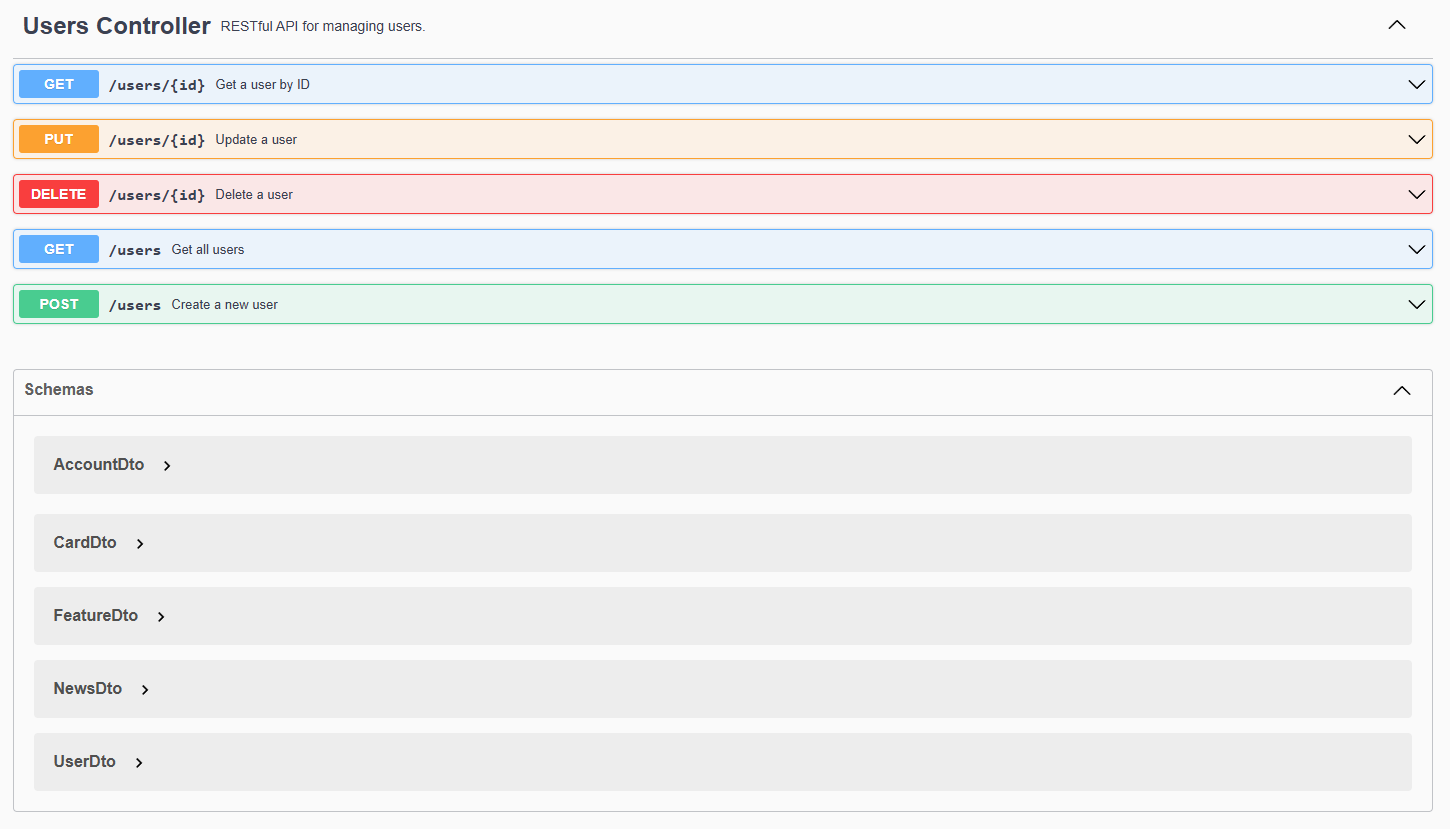 Users Controller RESTful API for managing users.
GET /users/{id} Get a user by ID
PUT /users/{id} Update a user
DELETE /users/{id} Delete a user
GET /users Get all users
POST /users Create a new user
Schemas
AccountDto
CardDto
FeatureDto
NewsDto
UserDto